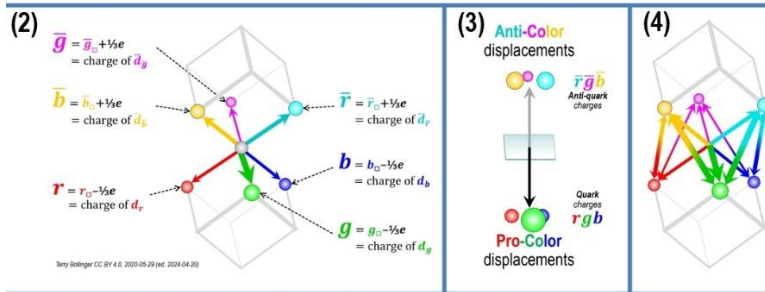 (2)
g̅ = g̅□+⅓e
= charge of d̅g̅
b̅ = b̅□+⅓e
= charge of d̅b̅
r̅ = r̅□+⅓e
= charge of d̅r̅
r = r□−⅓e
= charge of dr
b = b□−⅓e
= charge of db
g = g□−⅓e
= charge of dg
Terry Bollinger CC BY 4.0, 2020-05-29 (ed. 2024-04-20)
(3)
Anti-Color
displacements
r̅g̅b̅
Anti-quark
charges
Quark
charges
rgb
Pro-Color
displacements
(4)